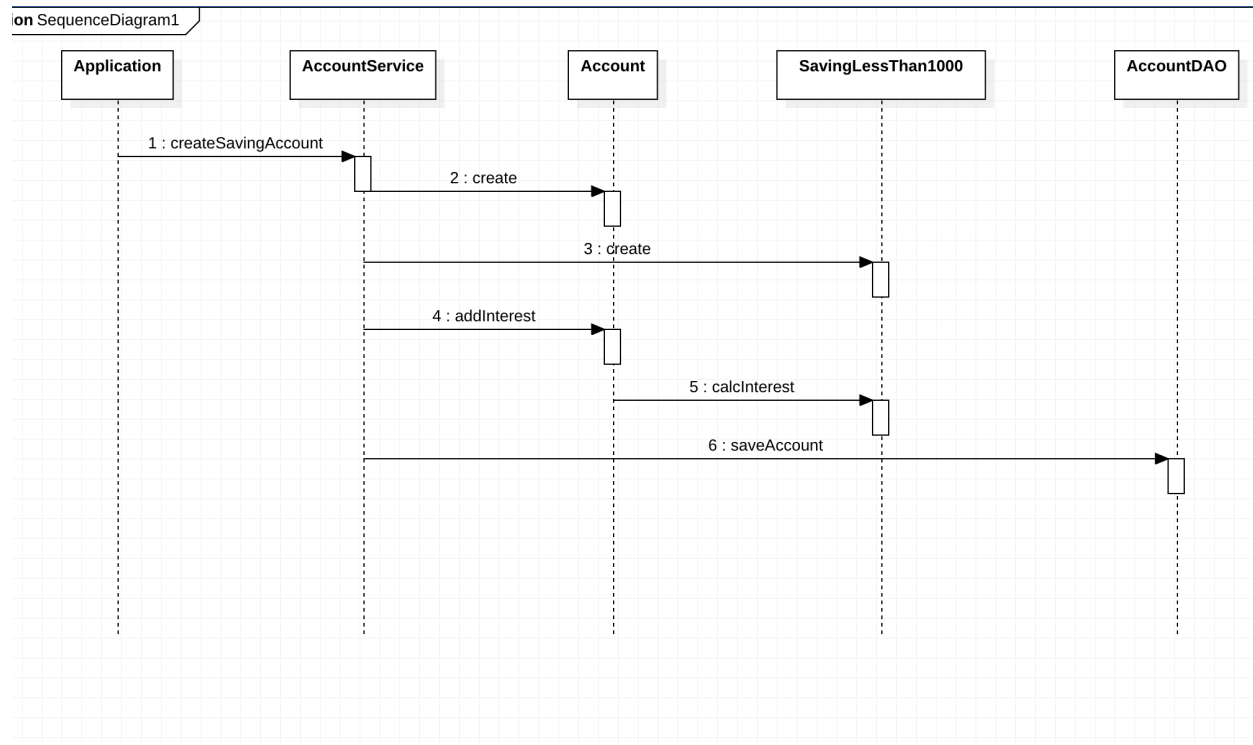 ion SequenceDiagram1
Application
AccountService
Account
SavingLessThan1000
AccountDAO
1 : createSavingAccount
2 : create
3 : create
4 : addInterest
5 : calcInterest
6 : saveAccount